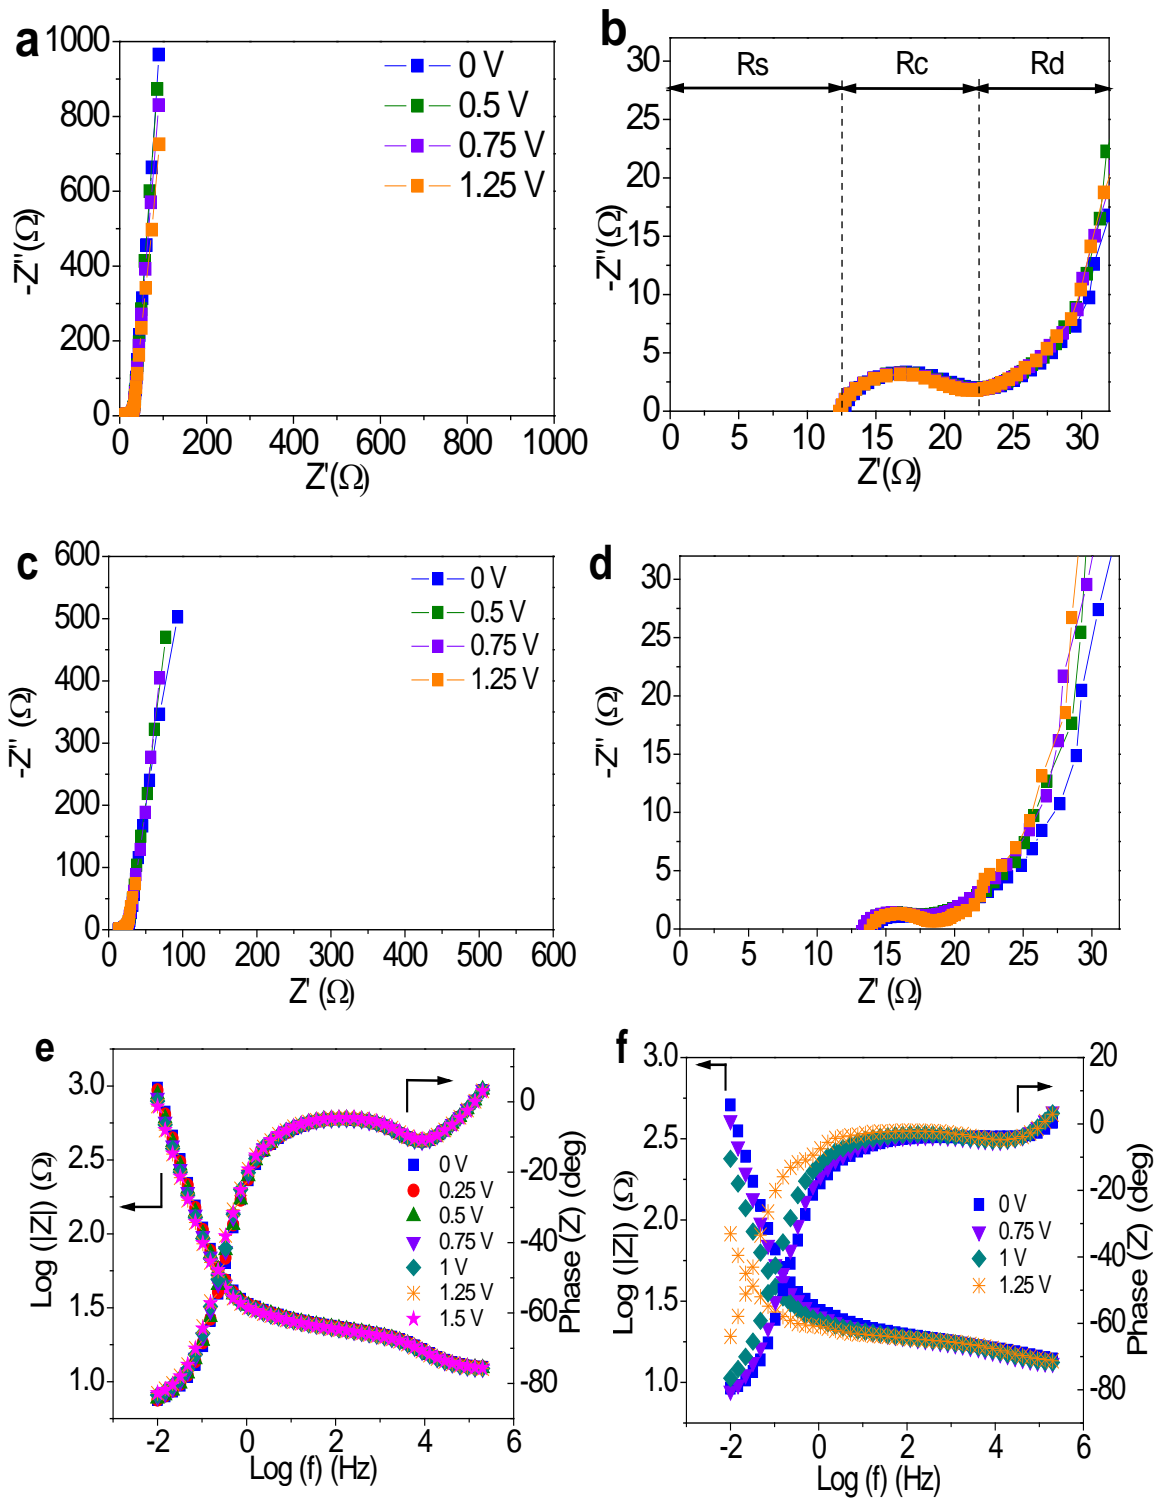 a
1000
800
600
400
200
0
-Z''(Ω)
0 200 400 600 800 1000
Z'(Ω)
0 V
0.5 V
0.75 V
1.25 V
b
30
25
20
15
10
5
0
-Z''(Ω)
Rs Rc Rd
0 5 10 15 20 25 30
Z'(Ω)
c
600
500
400
300
200
100
0
-Z'' (Ω)
0 100 200 300 400 500 600
Z' (Ω)
0 V
0.5 V
0.75 V
1.25 V
d
30
25
20
15
10
5
0
-Z'' (Ω)
0 5 10 15 20 25 30
Z' (Ω)
e
3.0
2.5
2.0
1.5
1.0
Log (|Z|) (Ω)
0
-20
-40
-60
-80
Phase (Z) (deg)
0 V
0.25 V
0.5 V
0.75 V
1 V
1.25 V
1.5 V
-2 0 2 4 6
Log (f) (Hz)
f
3.0
2.5
2.0
1.5
1.0
Log (|Z|) (Ω)
20
0
-20
-40
-60
-80
Phase (Z) (deg)
0 V
0.75 V
1 V
1.25 V
-2 0 2 4 6
Log (f) (Hz)